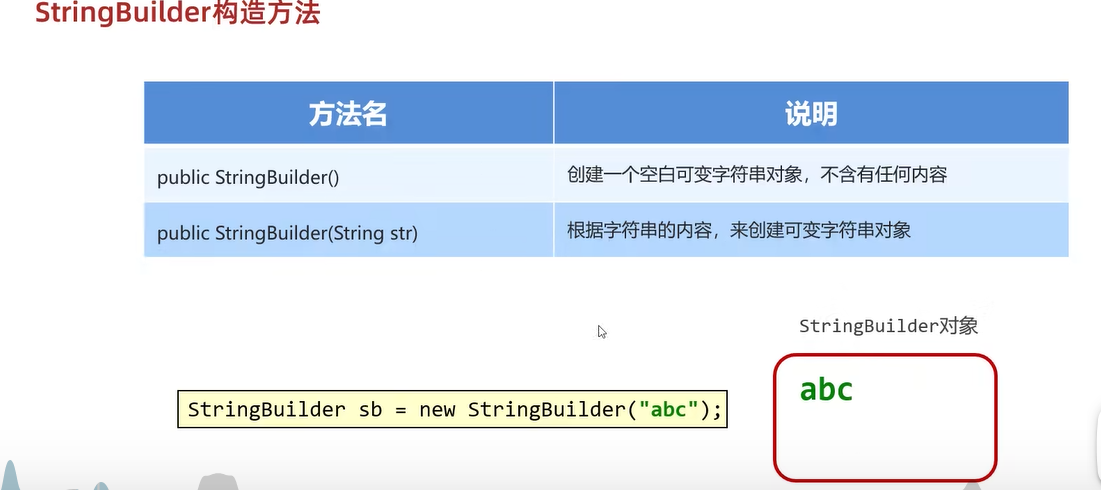 StringBuilder构造方法
方法名 说明
public StringBuilder() 创建一个空白可变字符串对象，不含有任何内容
public StringBuilder(String str) 根据字符串的内容，来创建可变字符串对象
StringBuilder对象
abc
StringBuilder sb = new StringBuilder("abc");